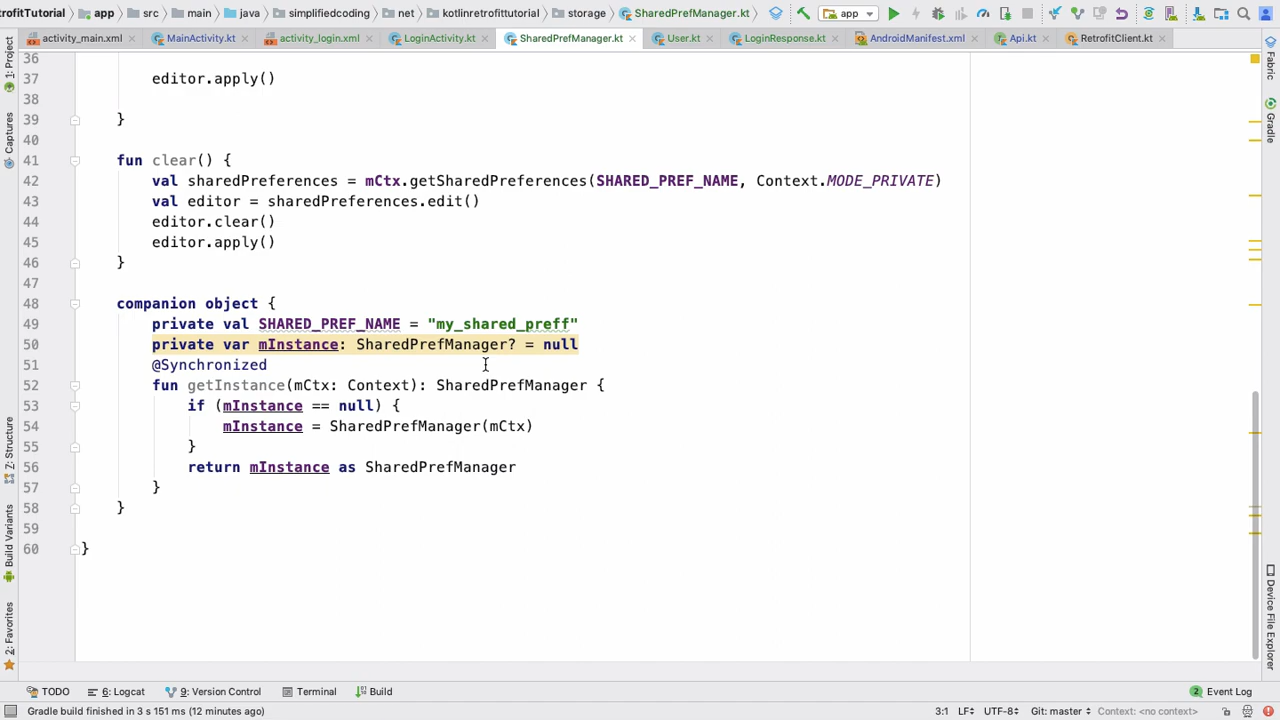 rofitTutorial app src main java simplifiedcoding net kotlinretrofittutorial storage SharedPrefManager.kt app
activity_main.xml MainActivity.kt activity_login.xml LoginActivity.kt SharedPrefManager.kt User.kt LoginResponse.kt AndroidManifest.xml Api.kt RetrofitClient.kt
1: Project
Captures
Z: Structure
Build Variants
2: Favorites
36
37 editor.apply()
38
39 }
40
41 fun clear() {
42 val sharedPreferences = mCtx.getSharedPreferences(SHARED_PREF_NAME, Context.MODE_PRIVATE)
43 val editor = sharedPreferences.edit()
44 editor.clear()
45 editor.apply()
46 }
47
48 companion object {
49 private val SHARED_PREF_NAME = "my_shared_preff"
50 private var mInstance: SharedPrefManager? = null
51 @Synchronized
52 fun getInstance(mCtx: Context): SharedPrefManager {
53 if (mInstance == null) {
54 mInstance = SharedPrefManager(mCtx)
55 }
56 return mInstance as SharedPrefManager
57 }
58 }
59
60 }
Fabric
Gradle
Device File Explorer
TODO 6: Logcat 9: Version Control Terminal Build 2 Event Log
Gradle build finished in 3 s 151 ms (12 minutes ago) 3:1 LF UTF-8 Git: master Context: <no context>